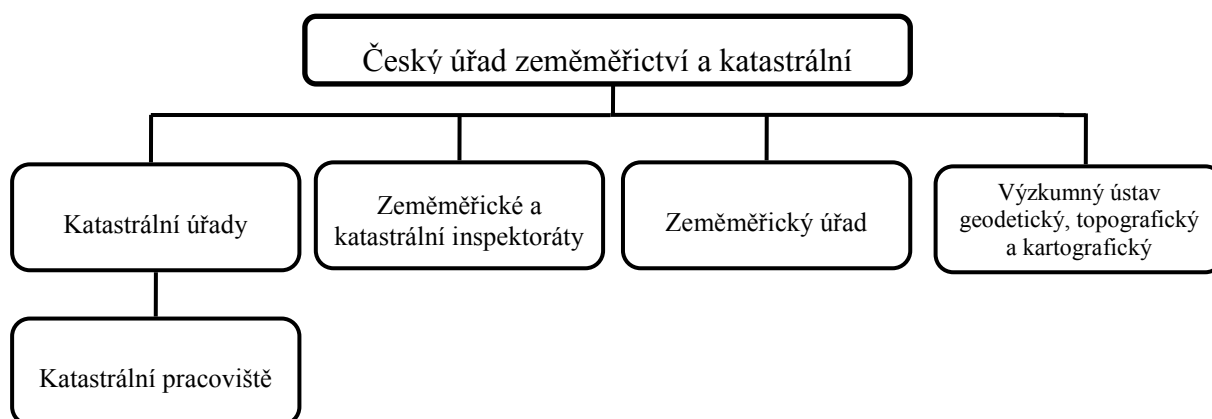 Český úřad zeměměřictví a katastrální
Katastrální úřady
Zeměměřické a
katastrální inspektoráty
Zeměměřický úřad
Výzkumný ústav
geodetický, topografický
a kartografický
Katastrální pracoviště